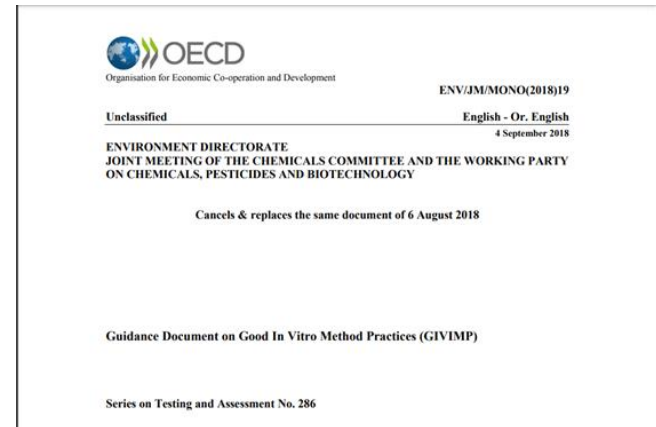 OECD
Organisation for Economic Co-operation and Development
ENV/JM/MONO(2018)19
Unclassified English - Or. English
4 September 2018
ENVIRONMENT DIRECTORATE
JOINT MEETING OF THE CHEMICALS COMMITTEE AND THE WORKING PARTY
ON CHEMICALS, PESTICIDES AND BIOTECHNOLOGY
Cancels & replaces the same document of 6 August 2018
Guidance Document on Good In Vitro Method Practices (GIVIMP)
Series on Testing and Assessment No. 286